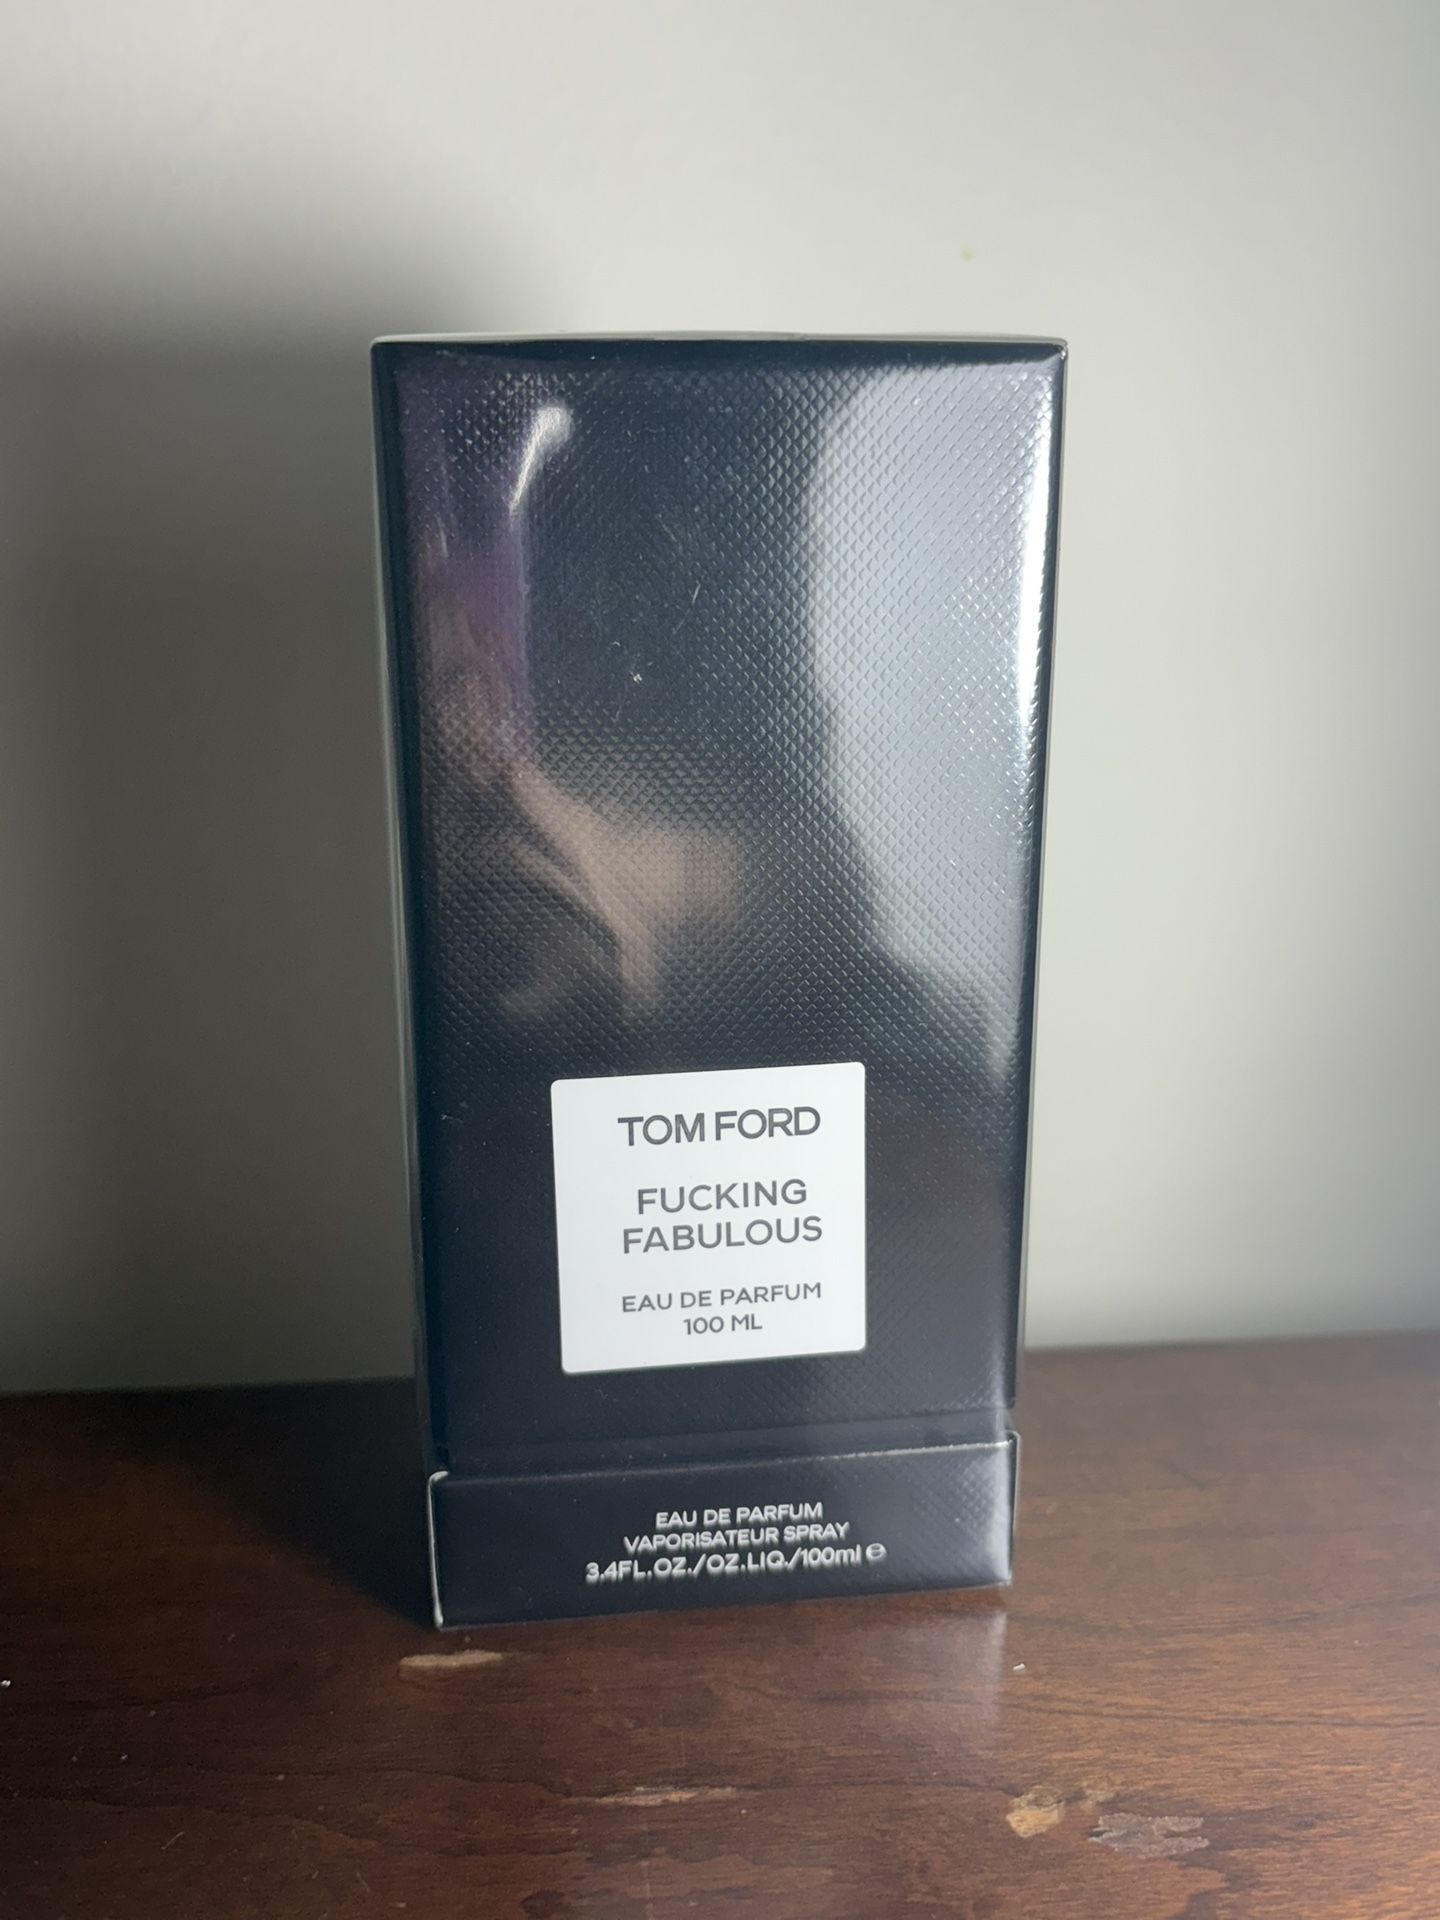 TOM FORD
FUCKING
FABULOUS
EAU DE PARFUM
100 ML
EAU DE PARFUM
VAPORISATEUR SPRAY
3.4FL.OZ./OZ.LIQ./100ml ℮